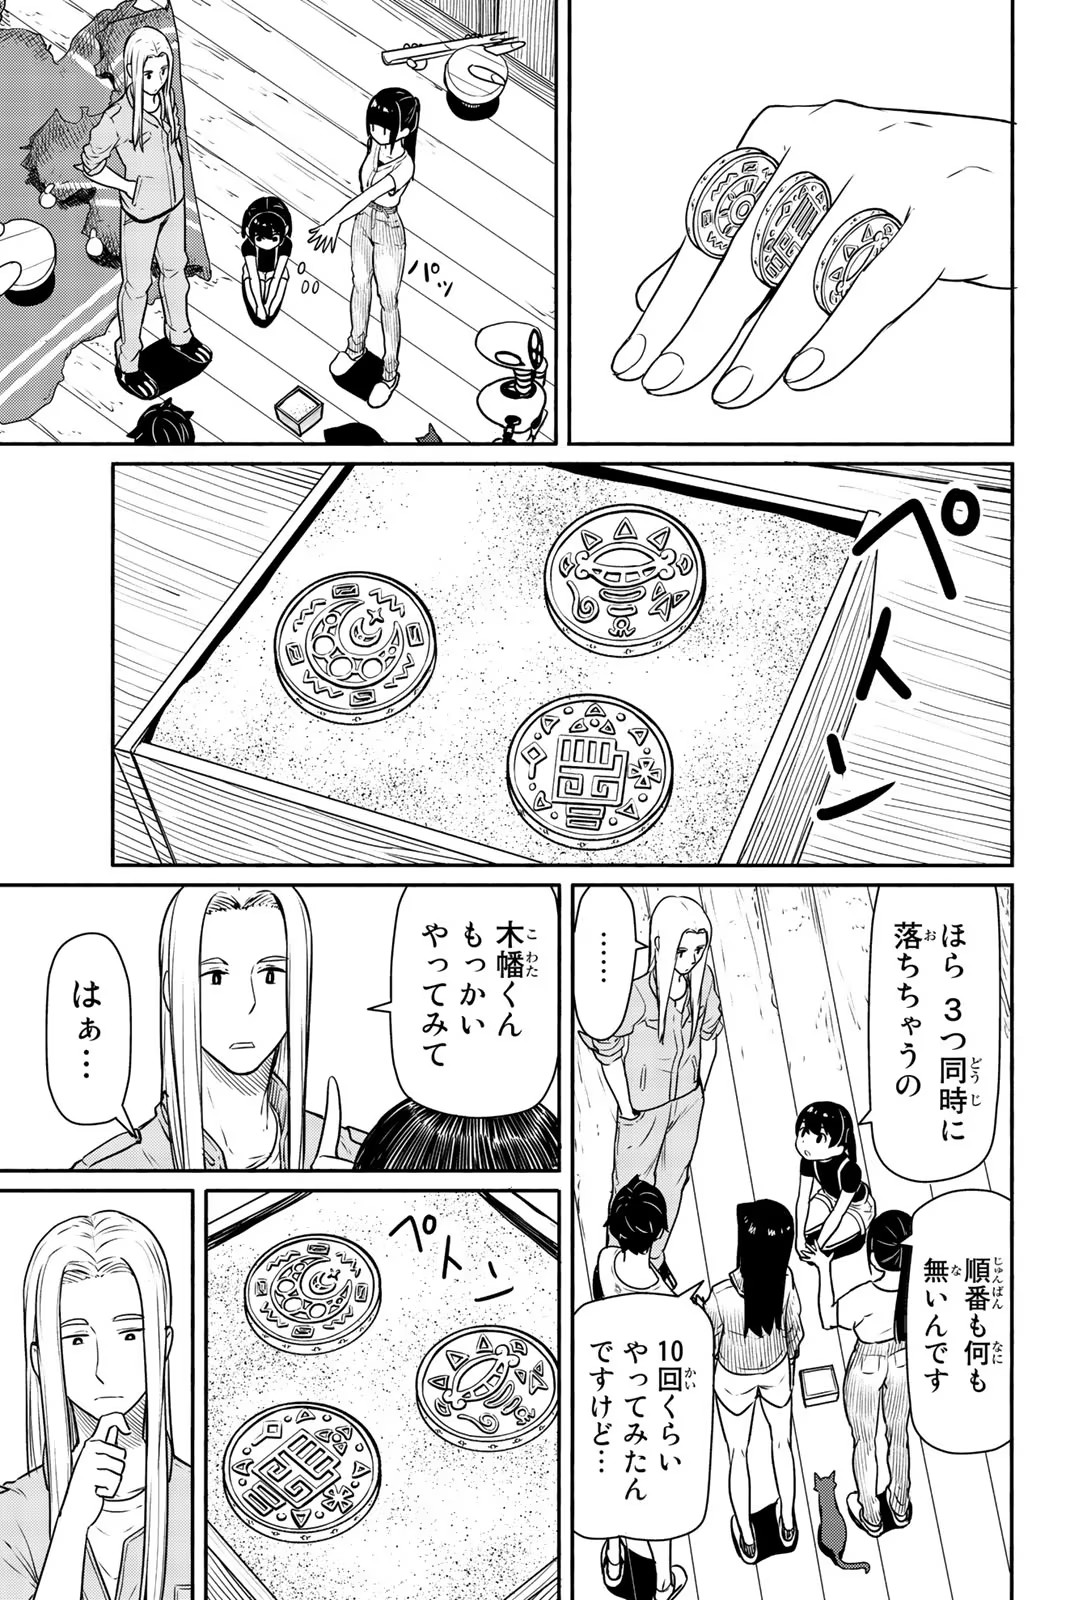 パッ
ペトン
ほら 3つ同時に
落ちちゃうの
順番も何も
無いんです
10回くらい
やってみたん
ですけど…
……
木幡くん
もっかい
やってみて
はぁ…
ペトン